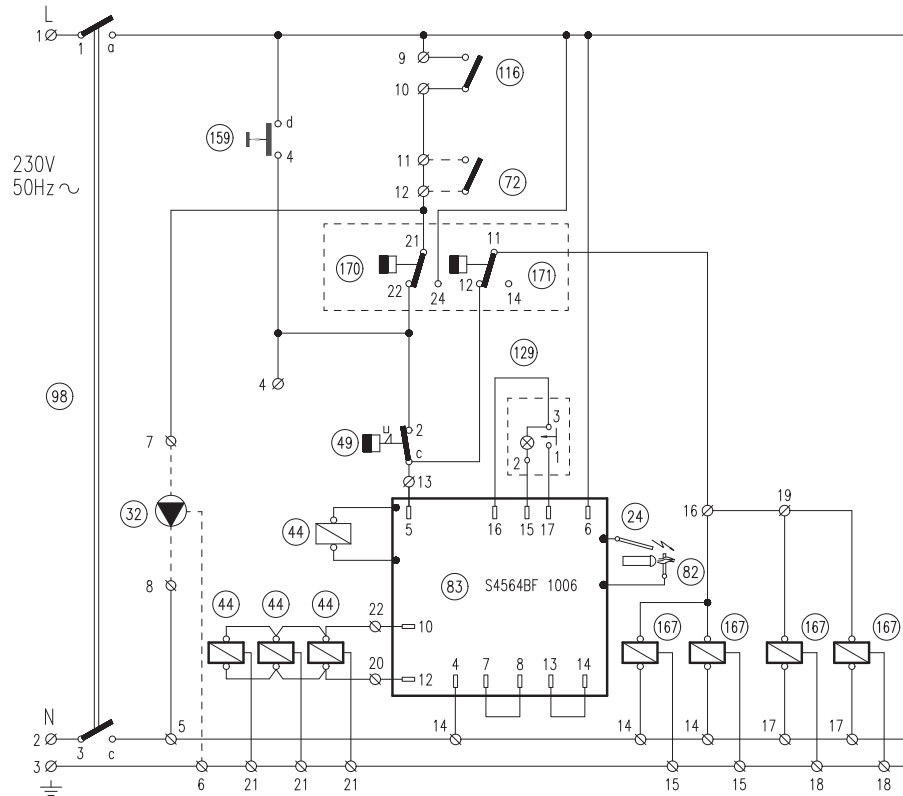 L
1 1 a
9
10 116
d
159 4
230V
50Hz ~
11
12 72
21 11
170 22 24 12 14 171
129
4
98
49 u 2
c
3
2 1
7
13
32
44 5 16 15 17 6 24
16 19
8
83 S4564BF 1006 82
44 44 44 22 10
167 167 167 167
20 12 4 7 8 13 14
N
2 3 c 5 14 14 14 17 17
3 6 21 21 21 15 15 18 18